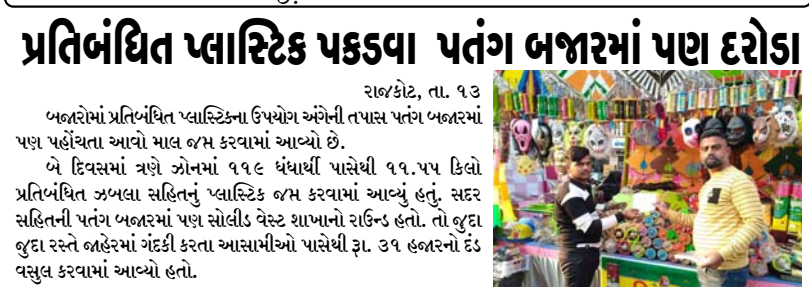 પ્રતિબંધિત પ્લાસ્ટિક પકડવા પતંગ બજારમાં પણ દરોડા
રાજકોટ, તા. ૧૩
બજારોમાં પ્રતિબંધિત પ્લાસ્ટિકના ઉપયોગ અંગેની તપાસ પતંગ બજારમાં
પણ પહોંચતા આવો માલ જપ્ત કરવામાં આવ્યો છે.
બે દિવસમાં ત્રણે ઝોનમાં ૧૧૯ ધંધાર્થી પાસેથી ૧૧.૫૫ કિલો
પ્રતિબંધિત ઝબલા સહિતનું પ્લાસ્ટિક જપ્ત કરવામાં આવ્યું હતું. સદર
સહિતની પતંગ બજારમાં પણ સોલીડ વેસ્ટ શાખાનો રાઉન્ડ હતો. તો જુદા
જુદા રસ્તે જાહેરમાં ગંદકી કરતા આસામીઓ પાસેથી રૂા. ૩૧ હજારનો દંડ
વસુલ કરવામાં આવ્યો હતો.